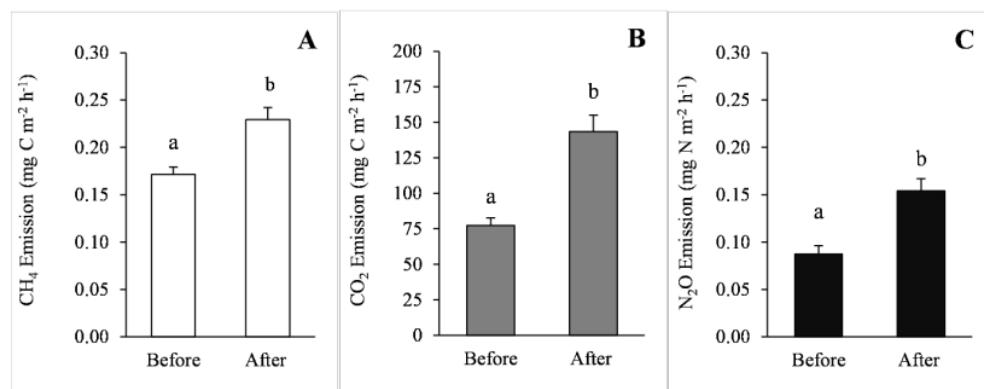 A
CH₄ Emission (mg C m⁻² h⁻¹)
0.30
0.25
0.20
0.15
0.10
0.05
0.00
a
b
Before After
B
CO₂ Emission (mg C m⁻² h⁻¹)
200
175
150
125
100
75
50
25
0
a
b
Before After
C
N₂O Emission (mg N m⁻² h⁻¹)
0.30
0.25
0.20
0.15
0.10
0.05
0.00
a
b
Before After